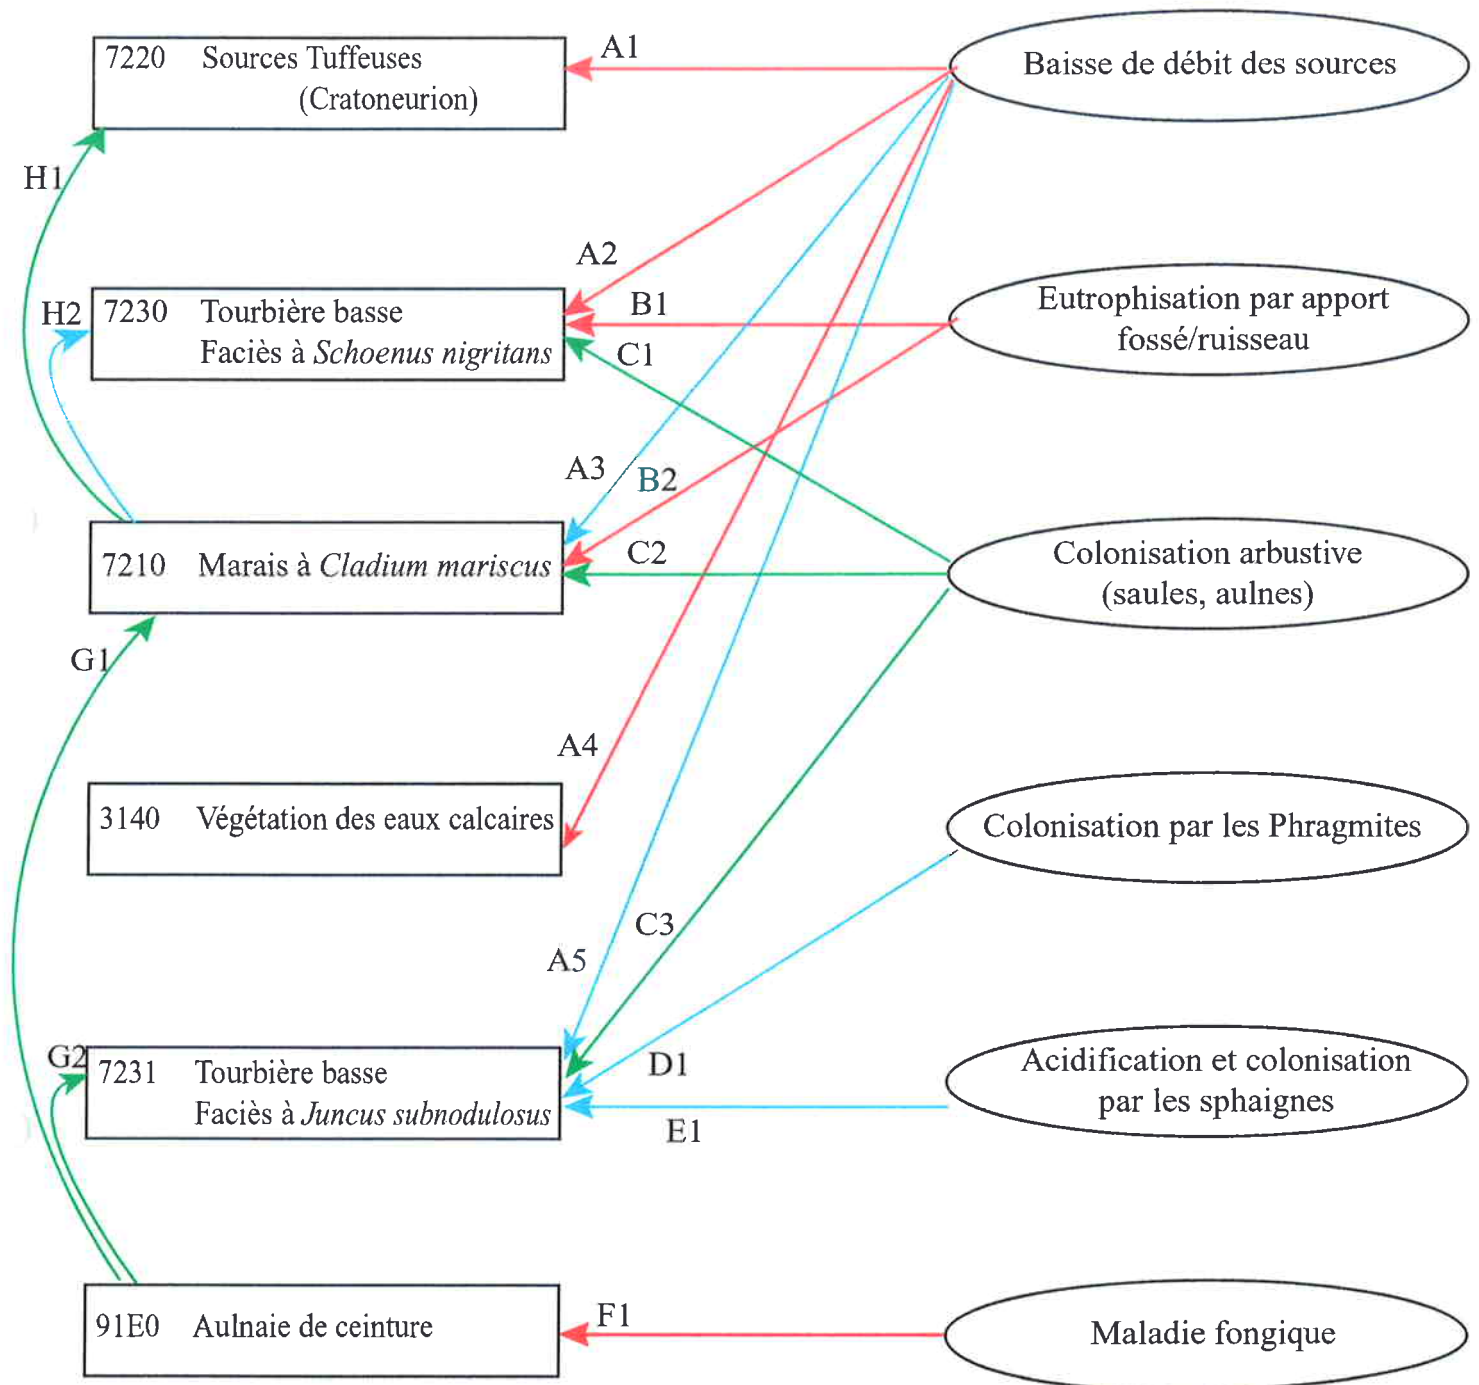 7220 Sources Tuffeuses
(Cratoneurion)
A1
Baisse de débit des sources
H1
A2
H2
7230 Tourbière basse
Faciès à Schoenus nigritans
B1
C1
Eutrophisation par apport
fossé/ruisseau
A3
B2
7210 Marais à Cladium mariscus
C2
Colonisation arbustive
(saules, aulnes)
G1
A4
3140 Végétation des eaux calcaires
Colonisation par les Phragmites
C3
A5
G2
7231 Tourbière basse
Faciès à Juncus subnodulosus
D1
E1
Acidification et colonisation
par les sphaignes
91E0 Aulnaie de ceinture
F1
Maladie fongique